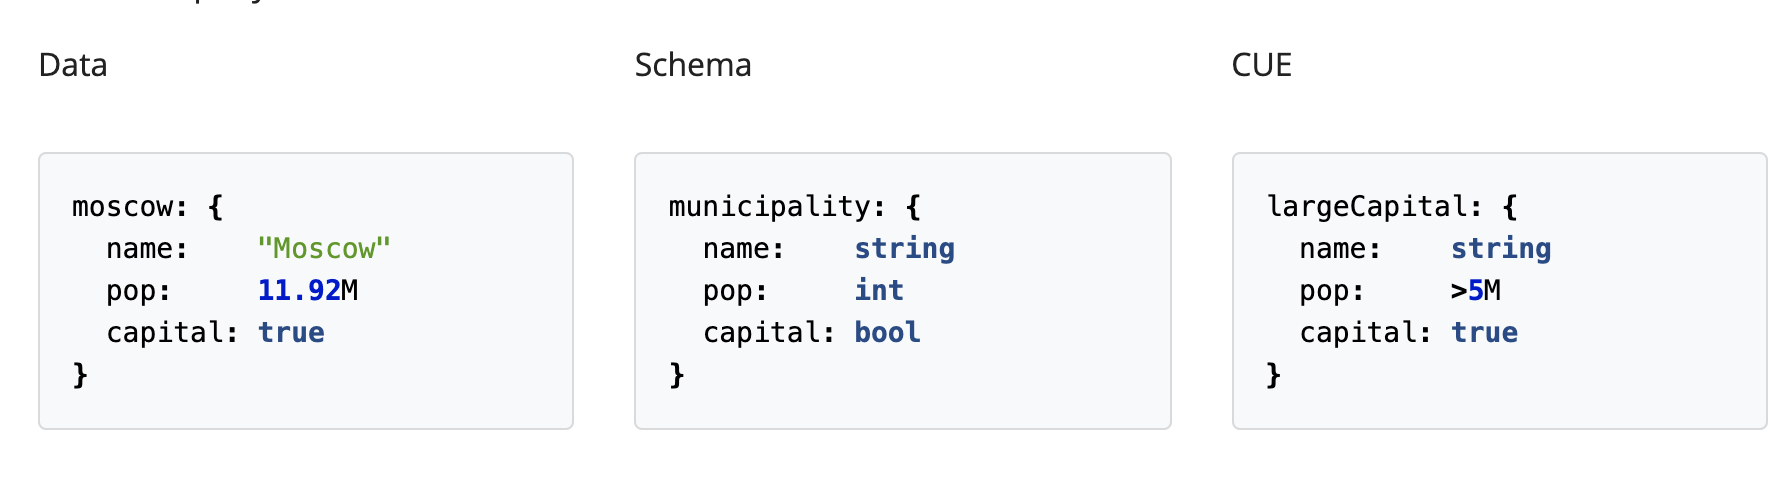 Data
moscow: {
  name:    "Moscow"
  pop:     11.92M
  capital: true
}
Schema
municipality: {
  name:    string
  pop:     int
  capital: bool
}
CUE
largeCapital: {
  name:    string
  pop:     >5M
  capital: true
}